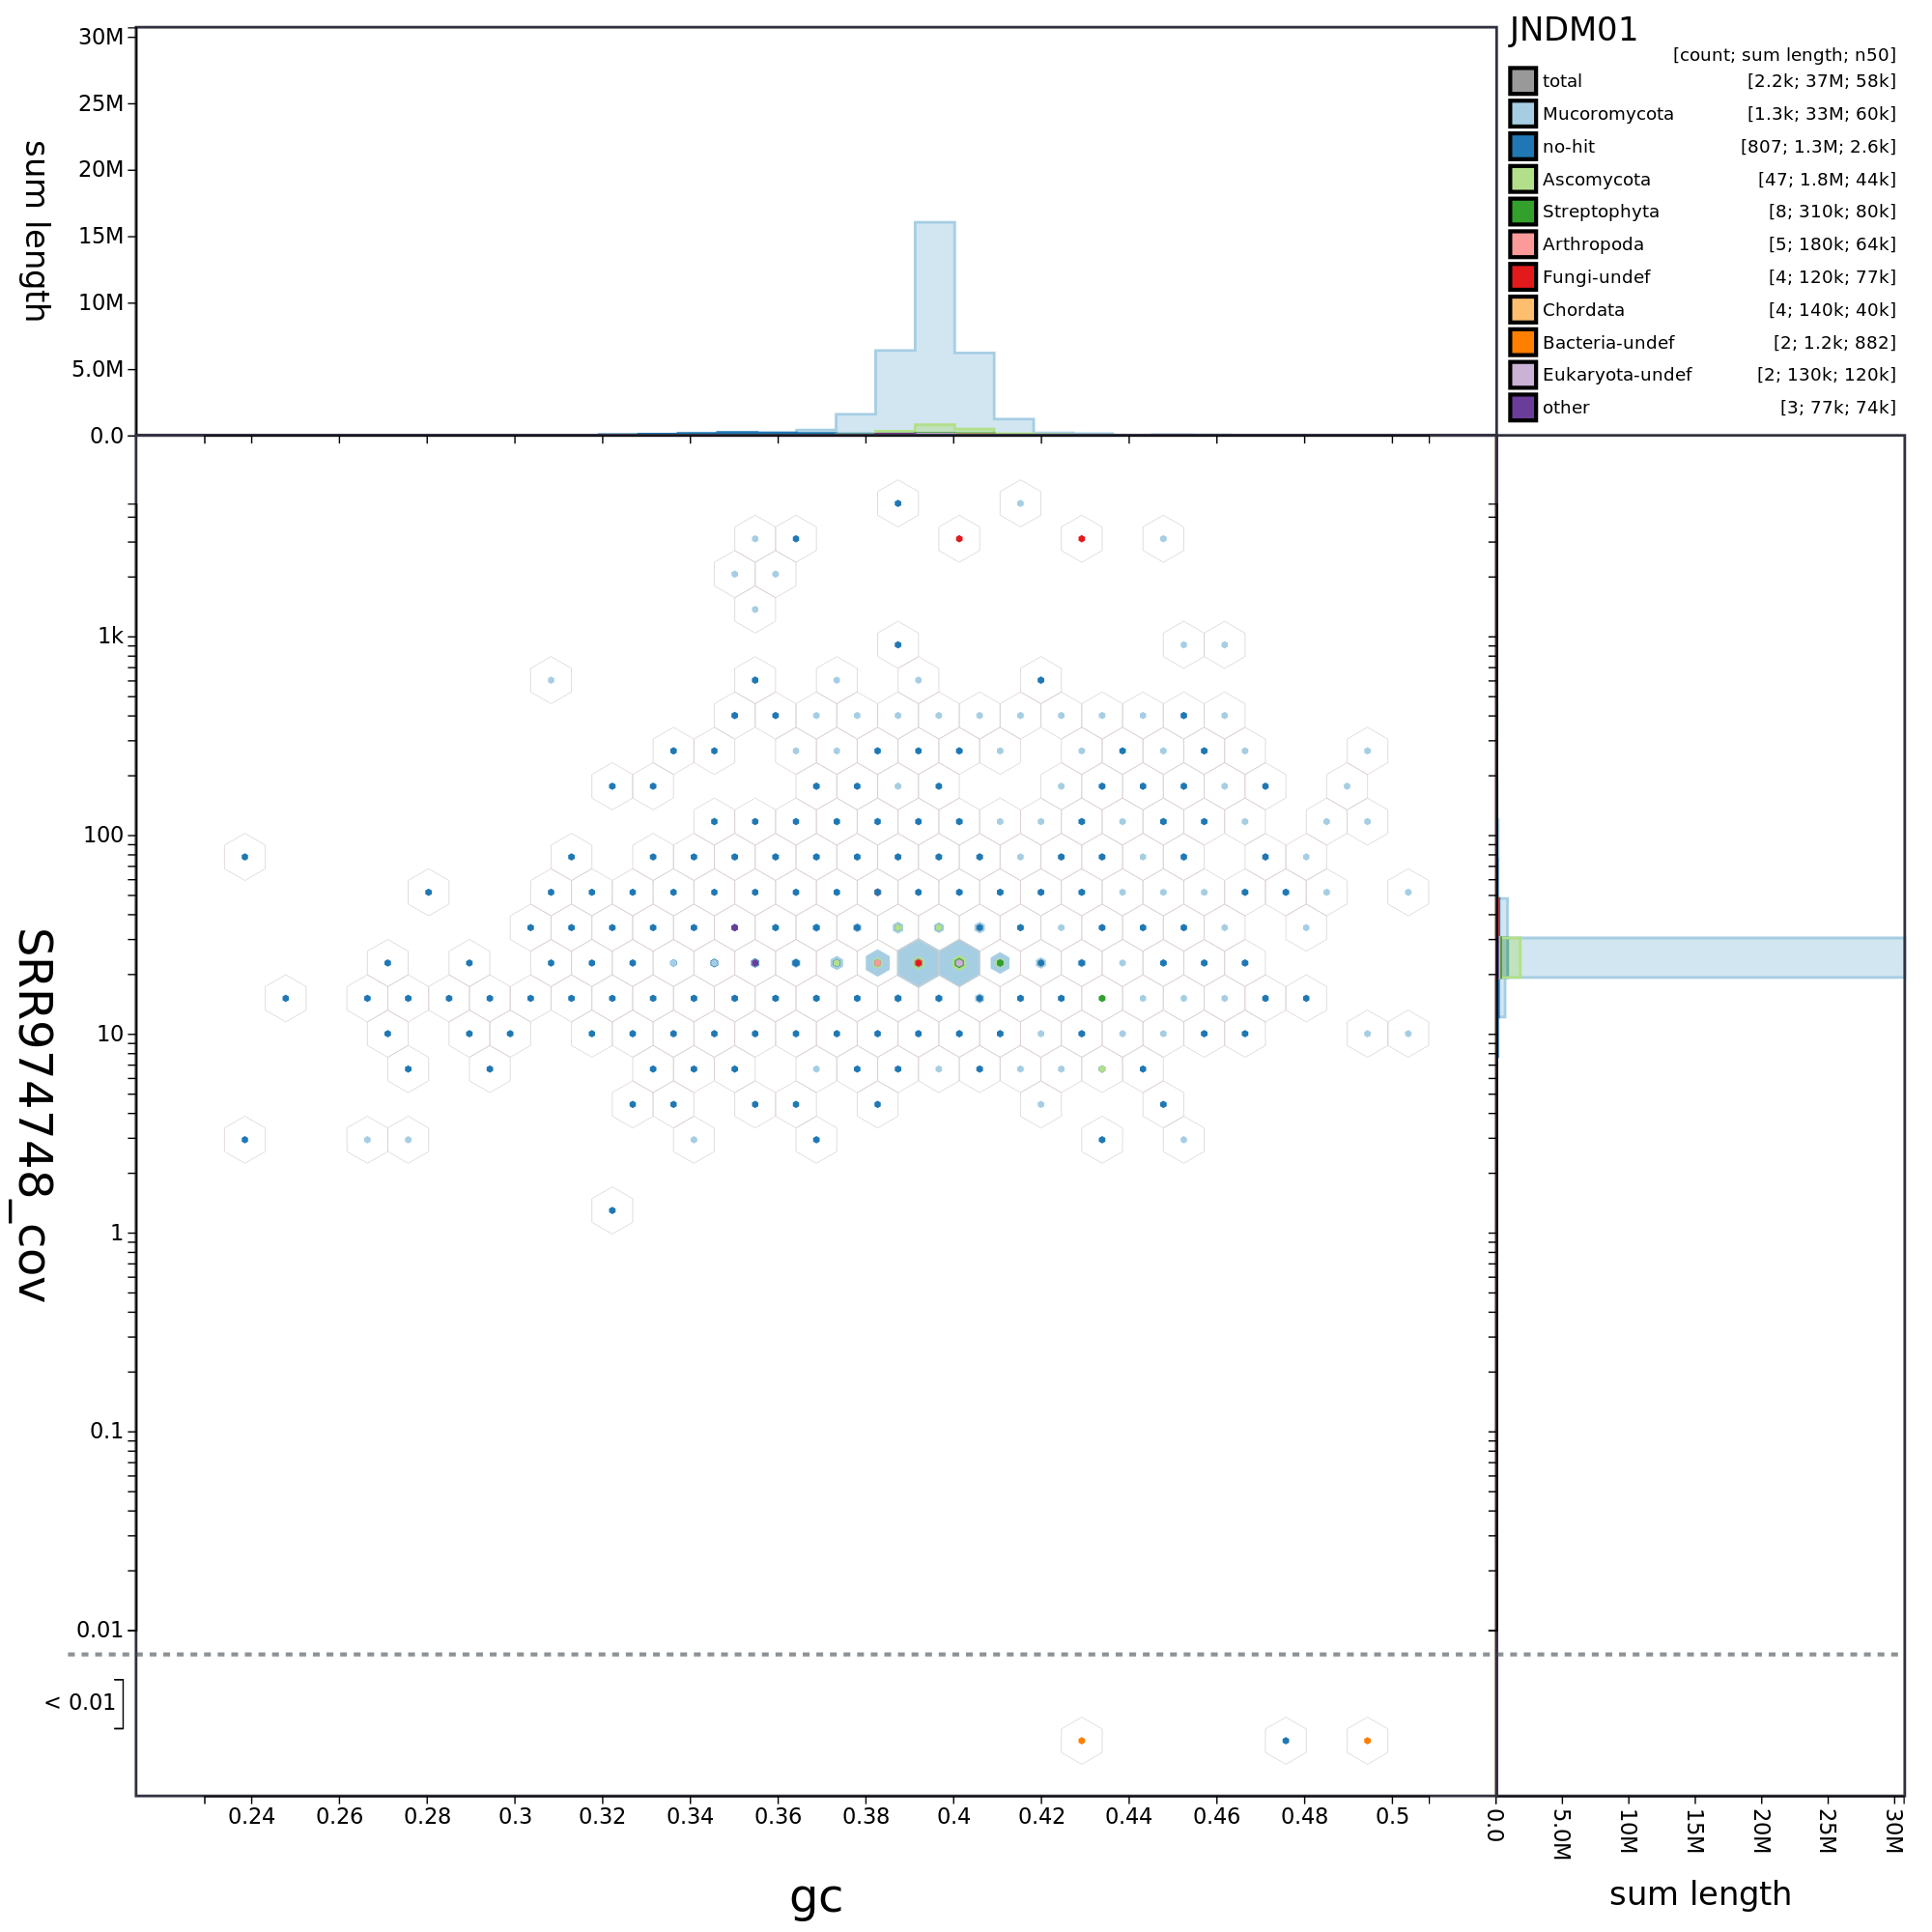 JNDM01
[count; sum length; n50]
total [2.2k; 37M; 58k]
Mucoromycota [1.3k; 33M; 60k]
no-hit [807; 1.3M; 2.6k]
Ascomycota [47; 1.8M; 44k]
Streptophyta [8; 310k; 80k]
Arthropoda [5; 180k; 64k]
Fungi-undef [4; 120k; 77k]
Chordata [4; 140k; 40k]
Bacteria-undef [2; 1.2k; 882]
Eukaryota-undef [2; 130k; 120k]
other [3; 77k; 74k]
sum length
30M
25M
20M
15M
10M
5.0M
0.0
SRR974748_cov
1k
100
10
1
0.1
0.01
< 0.01
0.24 0.26 0.28 0.3 0.32 0.34 0.36 0.38 0.4 0.42 0.44 0.46 0.48 0.5
gc
0.0 5.0M 10M 15M 20M 25M 30M
sum length